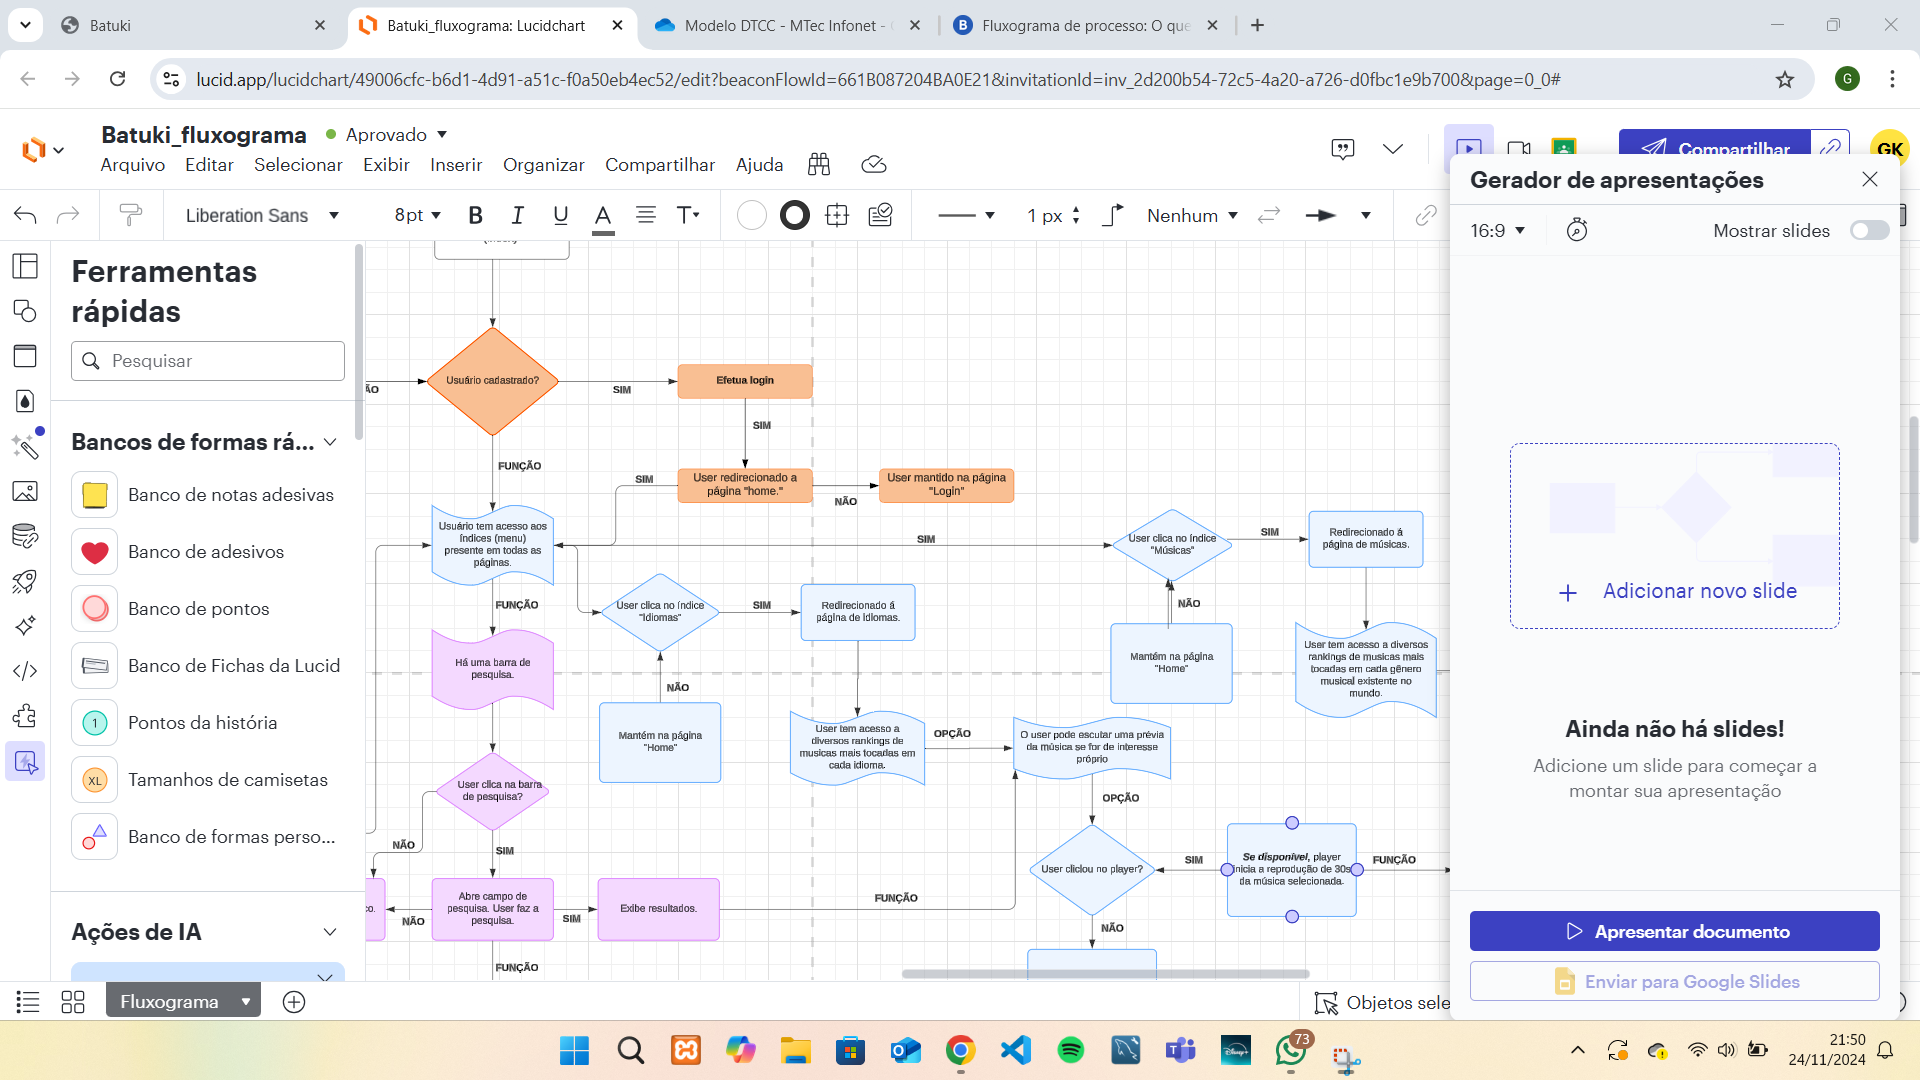 Batuki
Batuki_fluxograma: Lucidchart
Modelo DTCC - MTec Infonet -
Fluxograma de processo: O que
lucid.app/lucidchart/49006cfc-b6d1-4d91-a51c-f0a50eb4ec52/edit?beaconFlowId=661B087204BA0E21&invitationId=inv_2d200b54-72c5-4a20-a726-d0fbc1e9b700&page=0_0#
G
Batuki_fluxograma
Aprovado
Arquivo Editar Selecionar Exibir Inserir Organizar Compartilhar Ajuda
Compartilhar
GK
Liberation Sans
8pt
B I U A T
1 px
Nenhum
Gerador de apresentações
16:9
Mostrar slides
Adicionar novo slide
Ainda não há slides!
Adicione um slide para começar a
montar sua apresentação
Apresentar documento
Enviar para Google Slides
Ferramentas
rápidas
Pesquisar
Bancos de formas rá...
Banco de notas adesivas
Banco de adesivos
Banco de pontos
Banco de Fichas da Lucid
1
Pontos da história
XL
Tamanhos de camisetas
Banco de formas perso...
Ações de IA
Usuário cadastrado?
SIM
Efetua login
SIM
FUNÇÃO
SIM
User redirecionado a
página "home."
NÃO
User mantido na página
"Login"
Usuário tem acesso aos
índices (menu)
presente em todas as
páginas.
SIM
User clica no índice
"Músicas"
SIM
Redirecionado á
página de músicas.
FUNÇÃO
User clica no índice
"Idiomas"
SIM
Redirecionado á
página de idiomas.
NÃO
Há uma barra de
pesquisa.
NÃO
Mantém na página
"Home"
User tem acesso a diversos
rankings de musicas mais
tocadas em cada gênero
musical existente no
mundo.
Mantém na página
"Home"
User tem acesso a
diversos rankings de
musicas mais tocadas em
cada idioma.
OPÇÃO
O user pode escutar uma prévia
da música se for de interesse
próprio
User clica na barra
de pesquisa?
OPÇÃO
NÃO
SIM
User clicou no player?
SIM
Se disponível, player
inicia a reprodução de 30s
da música selecionada.
FUNÇÃO
co.
NÃO
Abre campo de
pesquisa. User faz a
pesquisa.
SIM
Exibe resultados.
FUNÇÃO
NÃO
FUNÇÃO
Fluxograma
Objetos sele
73
21:50
24/11/2024